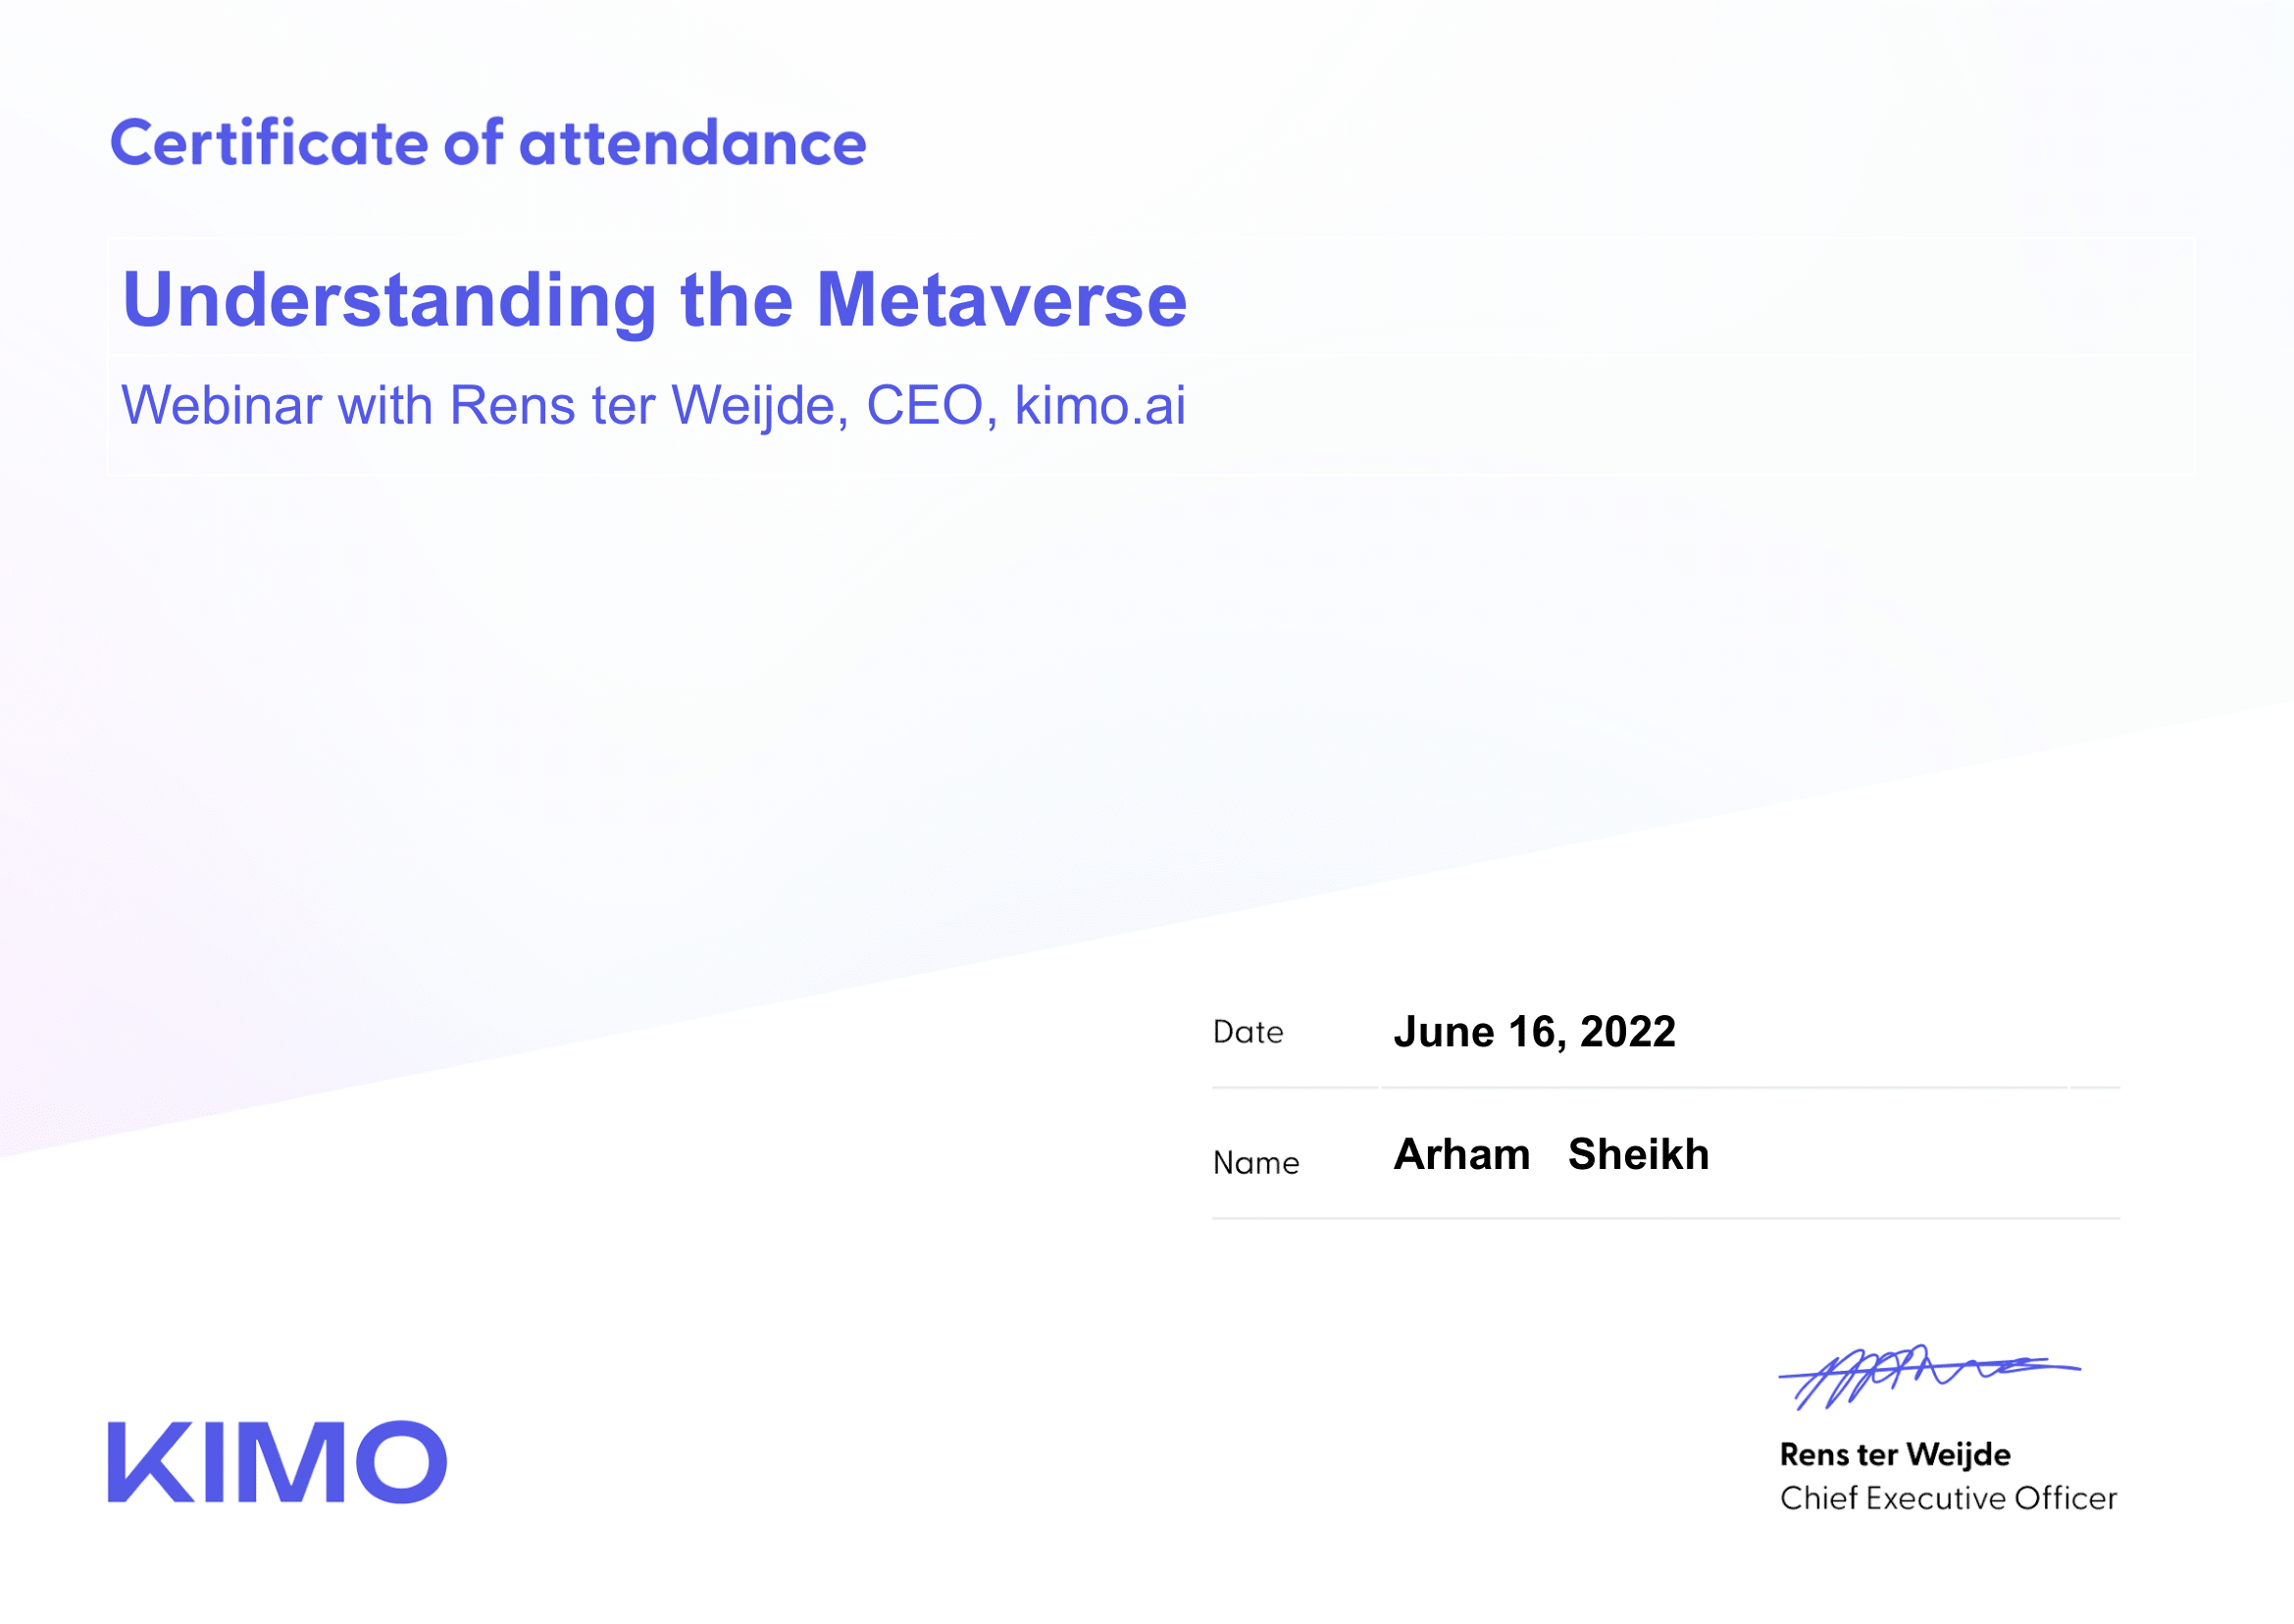 Certificate of attendance
Understanding the Metaverse
Webinar with Rens ter Weijde, CEO, kimo.ai
Date June 16, 2022
Name Arham Sheikh
KIMO
Rens ter Weijde
Chief Executive Officer